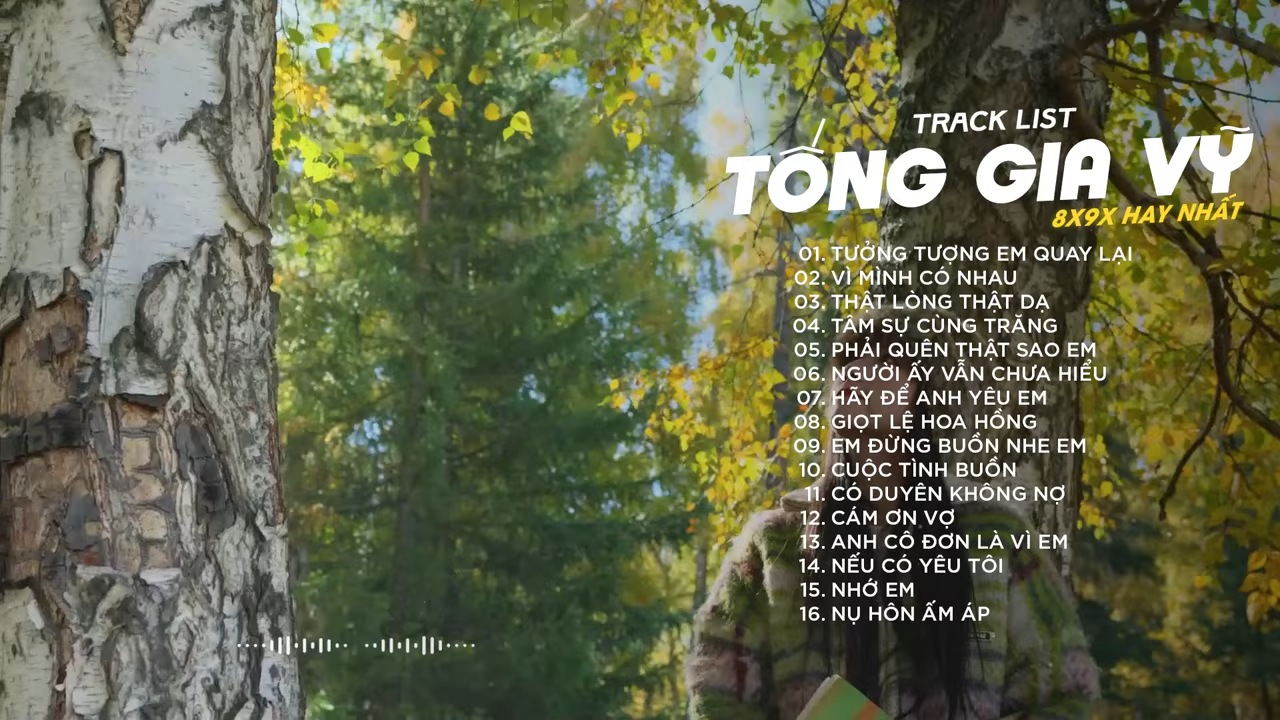 TRACK LIST
TỐNG GIA VỸ
8X9X HAY NHẤT
01. TƯỞNG TƯỢNG EM QUAY LẠI
02. VÌ MÌNH CÓ NHAU
03. THẬT LÒNG THẬT DẠ
04. TÂM SỰ CÙNG TRĂNG
05. PHẢI QUÊN THẬT SAO EM
06. NGƯỜI ẤY VẪN CHƯA HIỂU
07. HÃY ĐỂ ANH YÊU EM
08. GIỌT LỆ HOA HỒNG
09. EM ĐỪNG BUỒN NHE EM
10. CUỘC TÌNH BUỒN
11. CÓ DUYÊN KHÔNG NỢ
12. CÁM ƠN VỢ
13. ANH CÔ ĐƠN LÀ VÌ EM
14. NẾU CÓ YÊU TÔI
15. NHỚ EM
16. NỤ HÔN ẤM ÁP